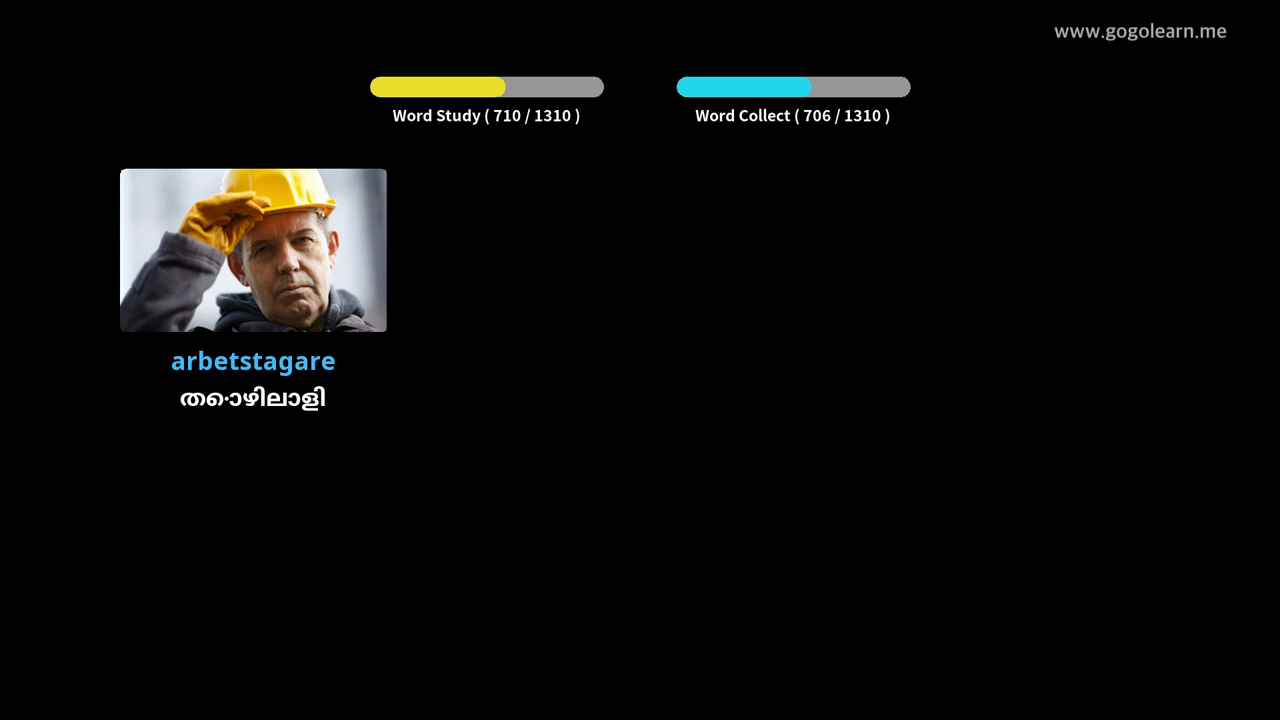 www.gogolearn.me
Word Study ( 710 / 1310 )
Word Collect ( 706 / 1310 )
arbetstagare
തൊഴിലാളി